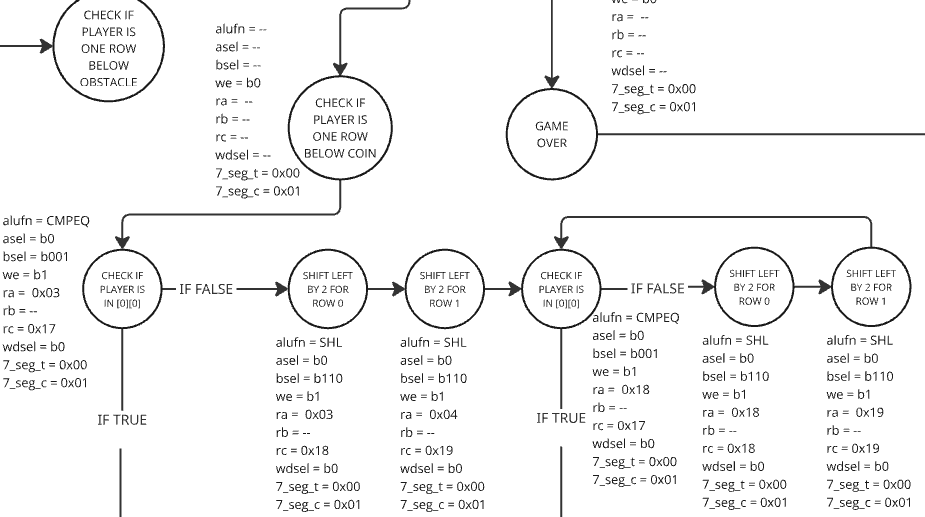 CHECK IF
PLAYER IS
ONE ROW
BELOW
OBSTACLE
alufn = --
asel = --
bsel = --
we = b0
ra =  --
rb = --
rc = --
wdsel = --
7_seg_t = 0x00
7_seg_c = 0x01
CHECK IF
PLAYER IS
ONE ROW
BELOW COIN
we = b0
ra =  --
rb = --
rc = --
wdsel = --
7_seg_t = 0x00
7_seg_c = 0x01
GAME
OVER
alufn = CMPEQ
asel = b0
bsel = b001
we = b1
ra =  0x03
rb = --
rc = 0x17
wdsel = b0
7_seg_t = 0x00
7_seg_c = 0x01
CHECK IF
PLAYER IS
IN [0][0]
IF FALSE
IF TRUE
SHIFT LEFT
BY 2 FOR
ROW 0
alufn = SHL
asel = b0
bsel = b110
we = b1
ra =  0x03
rb = --
rc = 0x18
wdsel = b0
7_seg_t = 0x00
7_seg_c = 0x01
SHIFT LEFT
BY 2 FOR
ROW 1
alufn = SHL
asel = b0
bsel = b110
we = b1
ra =  0x04
rb = --
rc = 0x19
wdsel = b0
7_seg_t = 0x00
7_seg_c = 0x01
CHECK IF
PLAYER IS
IN [0][0]
IF FALSE
alufn = CMPEQ
asel = b0
bsel = b001
we = b1
ra =  0x18
rb = --
rc = 0x17
wdsel = b0
7_seg_t = 0x00
7_seg_c = 0x01
IF TRUE
SHIFT LEFT
BY 2 FOR
ROW 0
alufn = SHL
asel = b0
bsel = b110
we = b1
ra =  0x18
rb = --
rc = 0x18
wdsel = b0
7_seg_t = 0x00
7_seg_c = 0x01
SHIFT LEFT
BY 2 FOR
ROW 1
alufn = SHL
asel = b0
bsel = b110
we = b1
ra =  0x19
rb = --
rc = 0x19
wdsel = b0
7_seg_t = 0x00
7_seg_c = 0x01